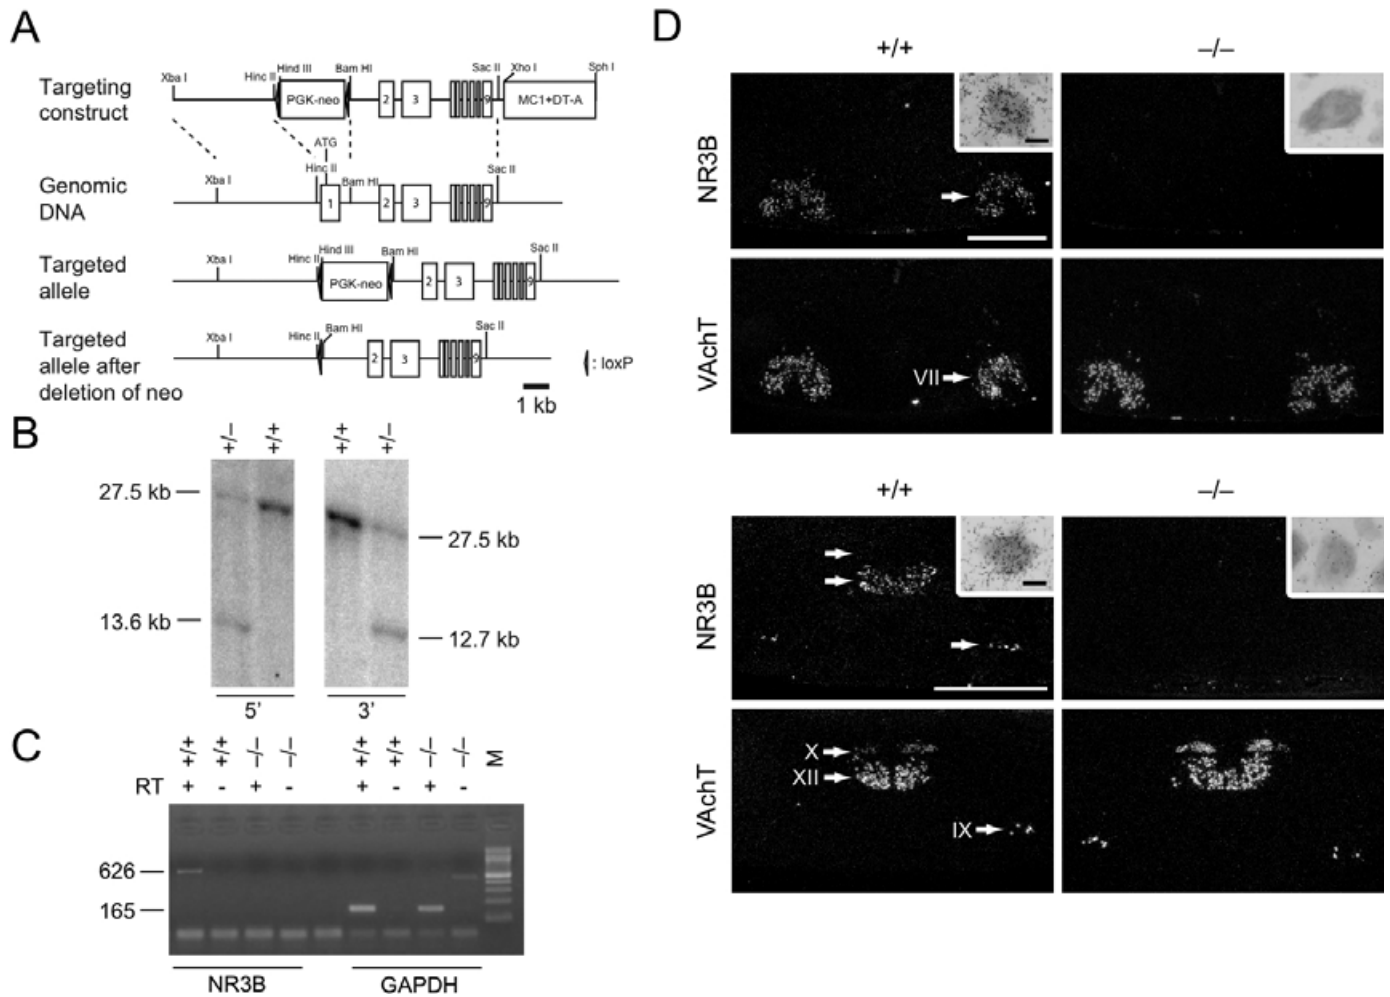 A
Targeting construct
Xba I
Hinc II
Hind III
Bam HI
Sac II
Xho I
Sph I
PGK-neo
2
3
9
MC1+DT-A
Genomic DNA
Xba I
ATG
Hinc II
Bam HI
Sac II
1
2
3
9
Targeted allele
Xba I
Hinc II
Hind III
Bam HI
Sac II
PGK-neo
2
3
9
Targeted allele after deletion of neo
Xba I
Hinc II
Bam HI
Sac II
2
3
9
: loxP
1 kb
B
+/– +/+ +/+ +/–
27.5 kb
13.6 kb
27.5 kb
12.7 kb
5' 3'
C
+/+ +/+ –/– –/– +/+ +/+ –/– –/– M
RT + - + - + - + -
626
165
NR3B GAPDH
D
+/+ –/–
NR3B
VAchT
VII
+/+ –/–
NR3B
VAchT
X
XII
IX